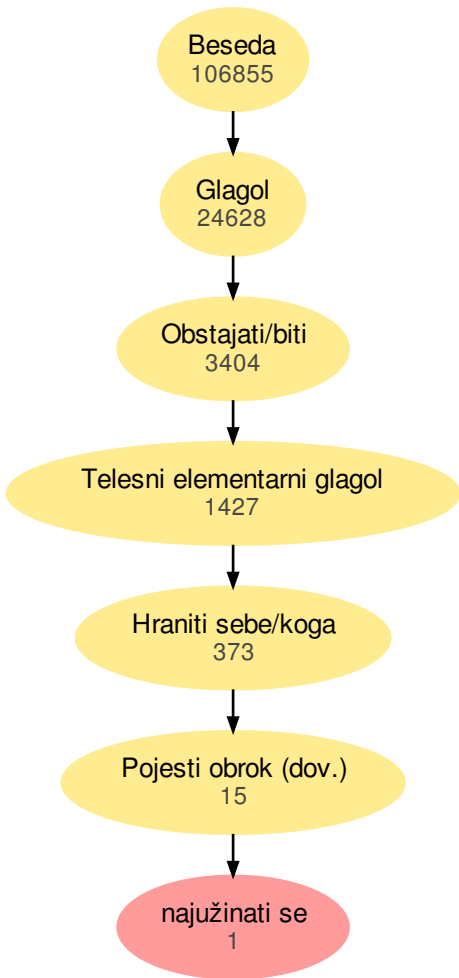 Beseda
106855
Glagol
24628
Obstajati/biti
3404
Telesni elementarni glagol
1427
Hraniti sebe/koga
373
Pojesti obrok (dov.)
15
najužinati se
1